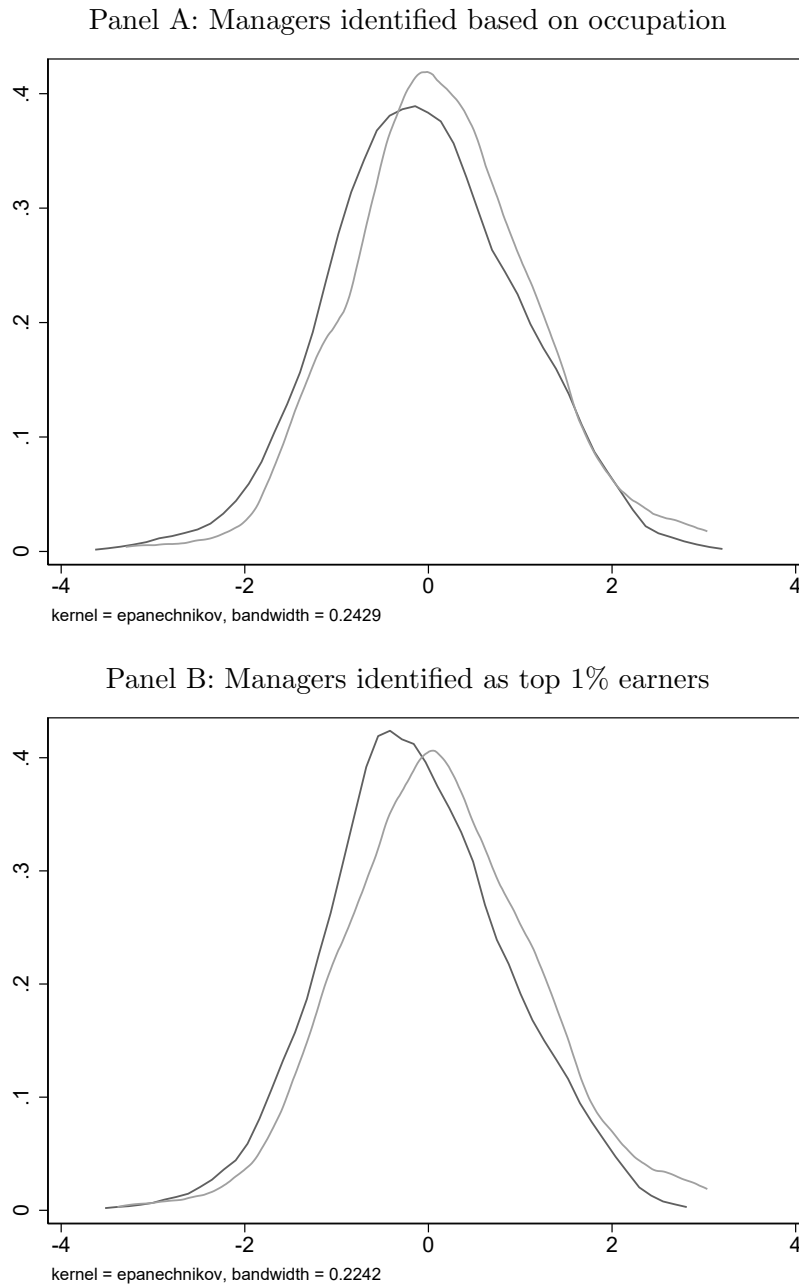 Panel A: Managers identified based on occupation
.4
.3
.2
.1
0
-4 -2 0 2 4
kernel = epanechnikov, bandwidth = 0.2429
Panel B: Managers identified as top 1% earners
.4
.3
.2
.1
0
-4 -2 0 2 4
kernel = epanechnikov, bandwidth = 0.2242